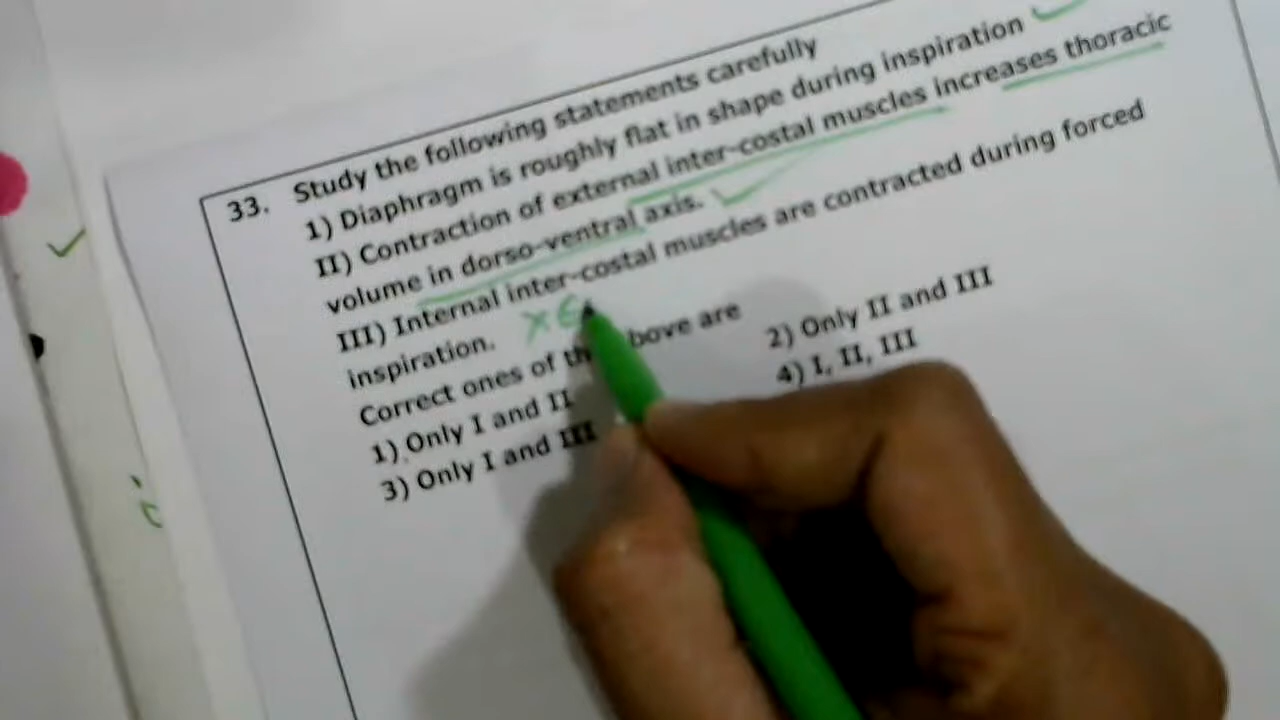 33. Study the following statements carefully
1) Diaphragm is roughly flat in shape during inspiration
II) Contraction of external inter-costal muscles increases thoracic
volume in dorso-ventral axis.
III) Internal inter-costal muscles are contracted during forced
inspiration. x
Correct ones of above are
1) Only I and II
2) Only II and III
3) Only I and III
4) I, II, III